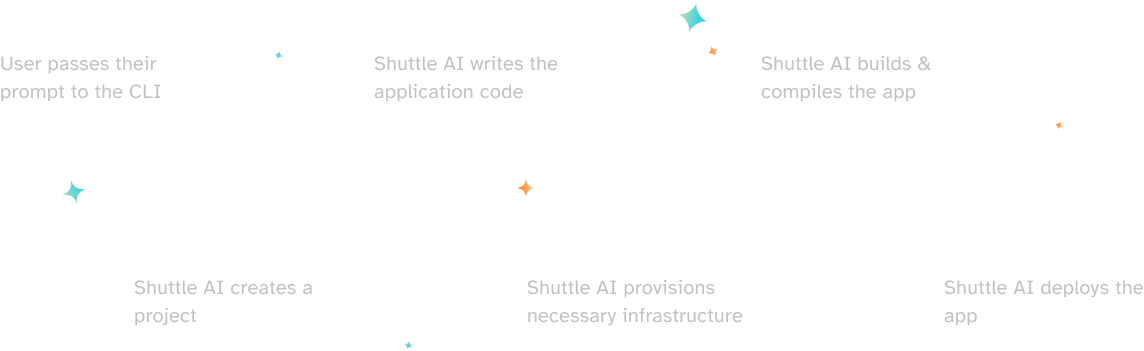 User passes their
prompt to the CLI
Shuttle AI creates a
project
Shuttle AI writes the
application code
Shuttle AI provisions
necessary infrastructure
Shuttle AI builds &
compiles the app
Shuttle AI deploys the
app